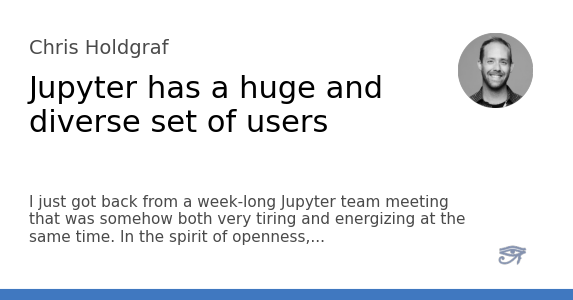 Chris Holdgraf
Jupyter has a huge and
diverse set of users
I just got back from a week-long Jupyter team meeting
that was somehow both very tiring and energizing at the
same time. In the spirit of openness,...